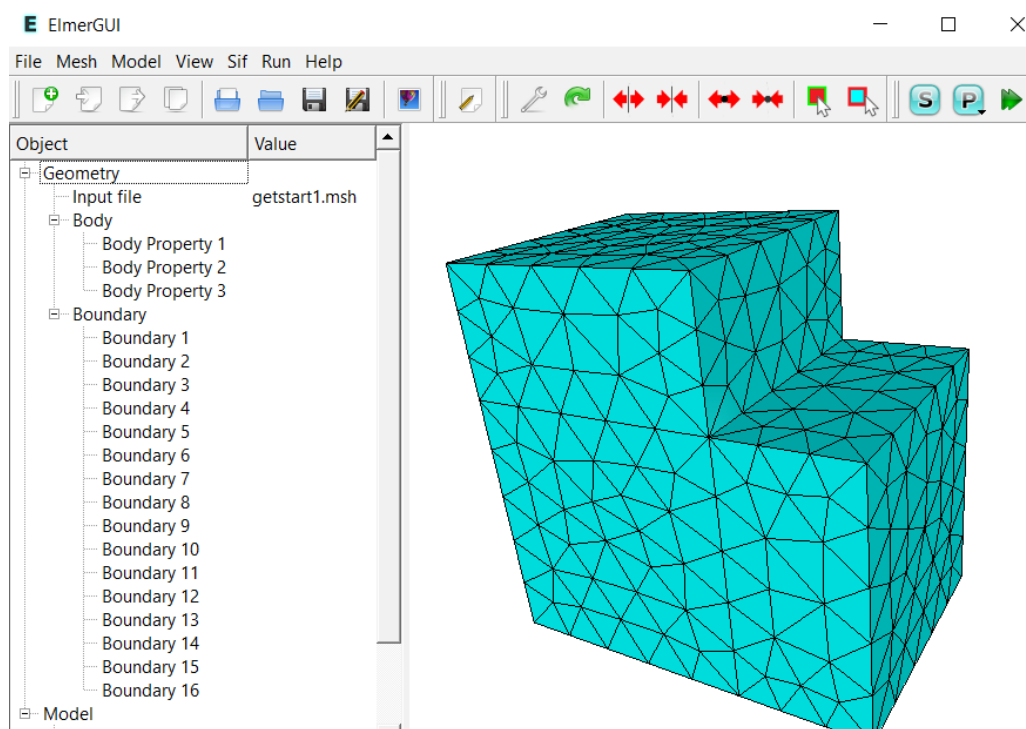 E ElmerGUI
File Mesh Model View Sif Run Help
S P
Object Value
Geometry
Input file getstart1.msh
Body
Body Property 1
Body Property 2
Body Property 3
Boundary
Boundary 1
Boundary 2
Boundary 3
Boundary 4
Boundary 5
Boundary 6
Boundary 7
Boundary 8
Boundary 9
Boundary 10
Boundary 11
Boundary 12
Boundary 13
Boundary 14
Boundary 15
Boundary 16
Model